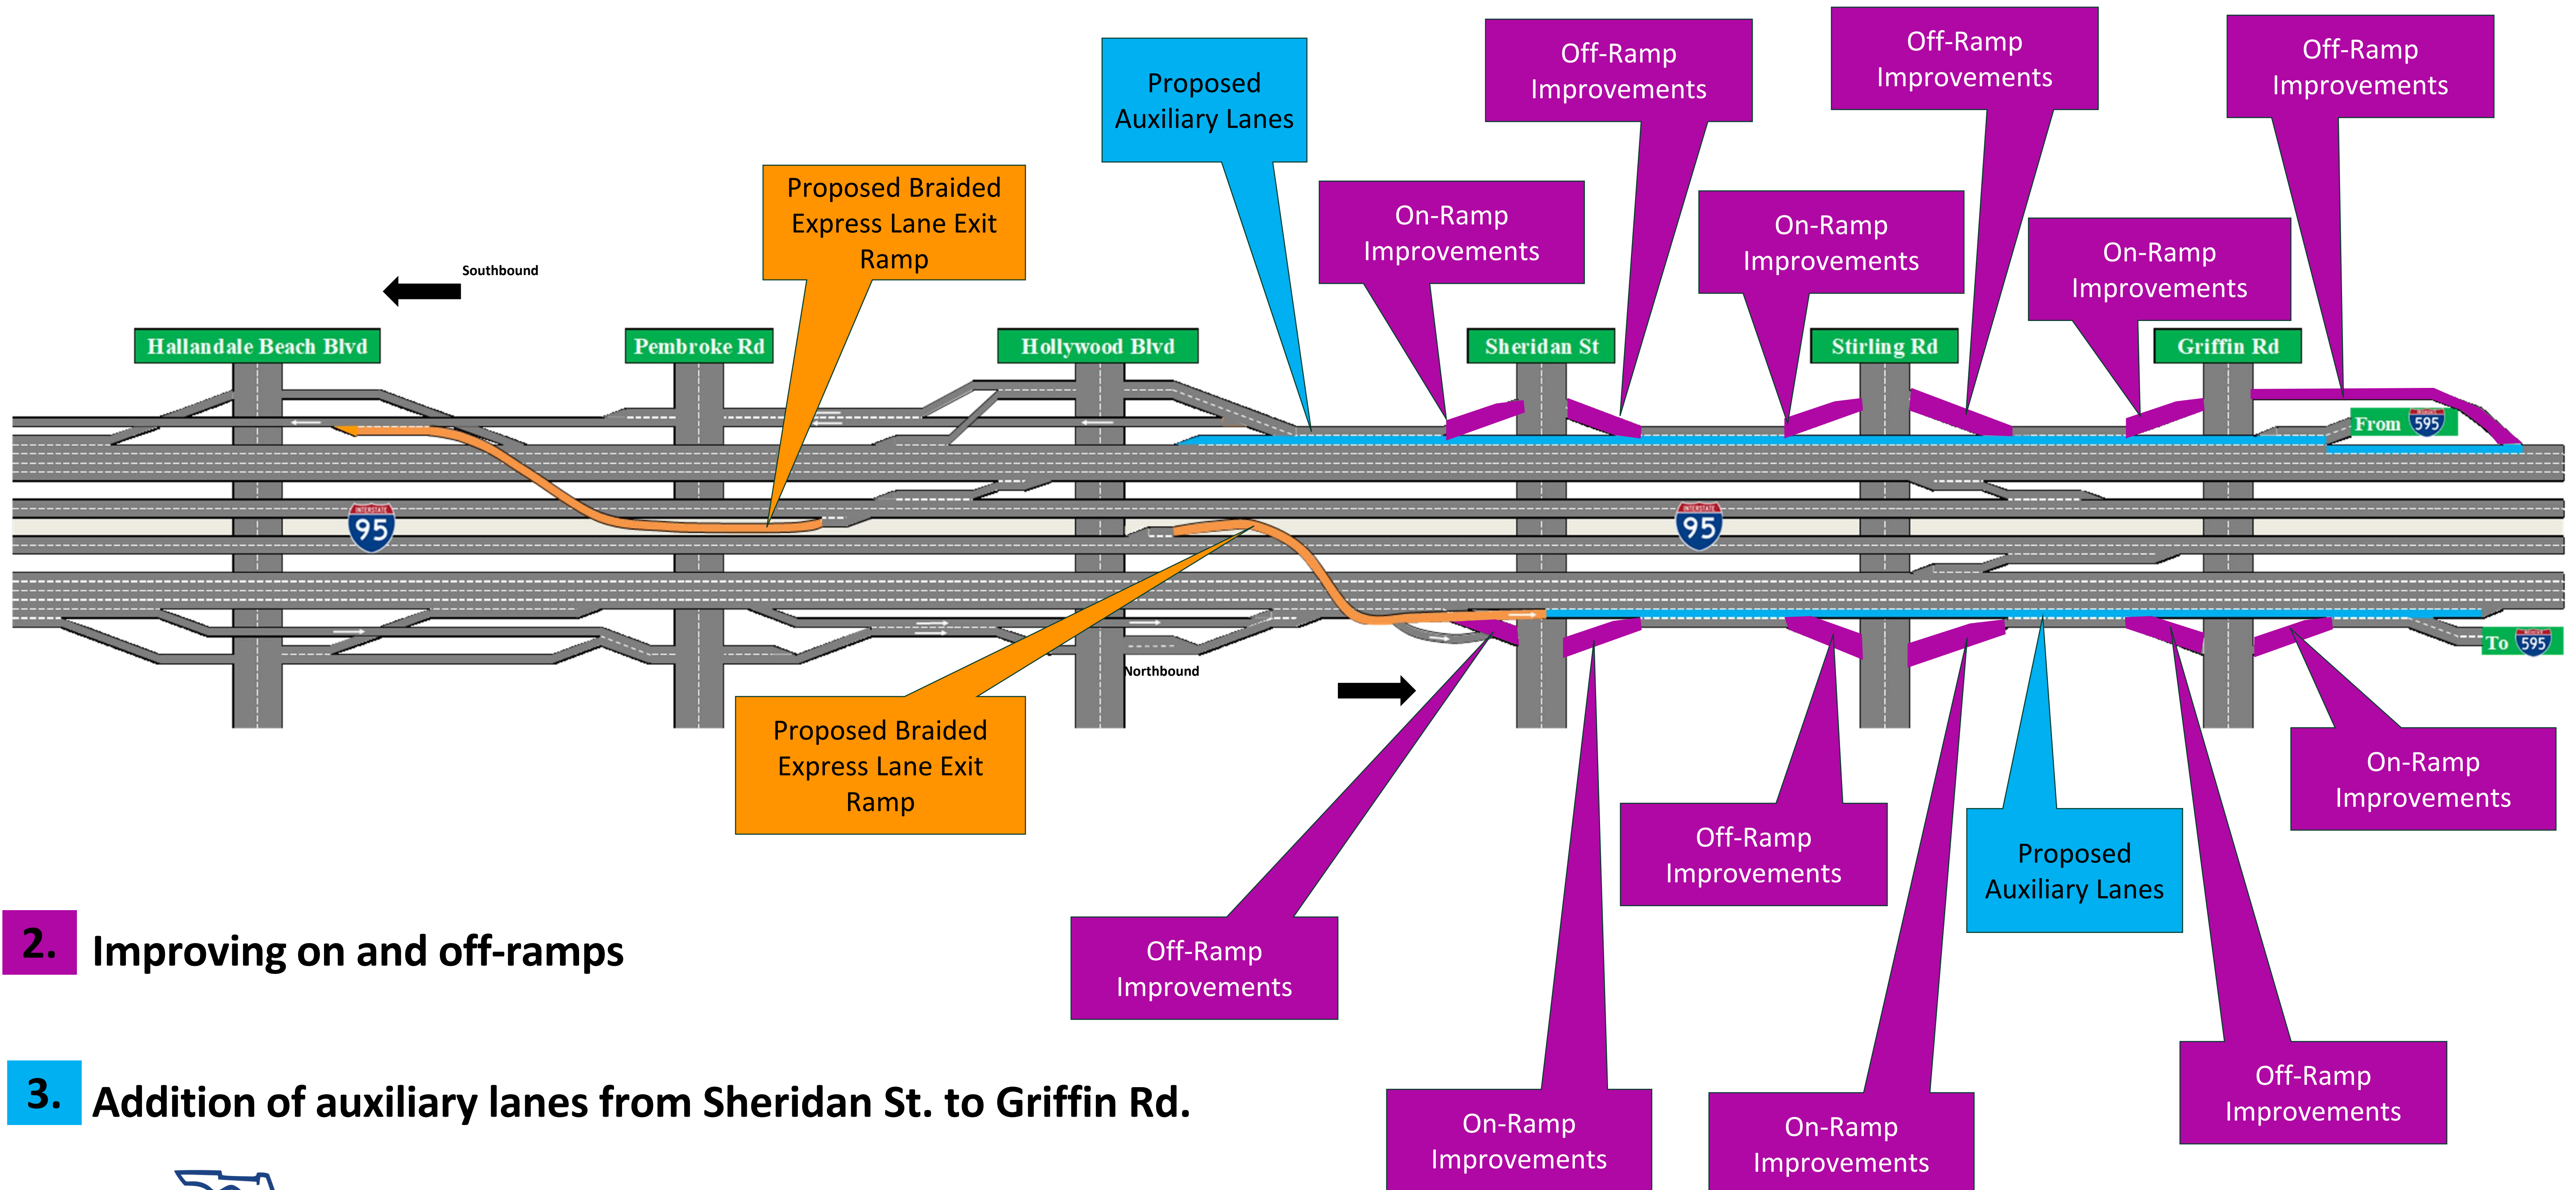 Off-Ramp
Improvements
Off-Ramp
Improvements
Off-Ramp
Improvements
Proposed
Auxiliary Lanes
Proposed Braided
Express Lane Exit
Ramp
On-Ramp
Improvements
On-Ramp
Improvements
On-Ramp
Improvements
Southbound
Hallandale Beach Blvd
Pembroke Rd
Hollywood Blvd
Sheridan St
Stirling Rd
Griffin Rd
From INTERSTATE 595
INTERSTATE
95
INTERSTATE
95
To INTERSTATE 595
Northbound
Proposed Braided
Express Lane Exit
Ramp
On-Ramp
Improvements
Off-Ramp
Improvements
Proposed
Auxiliary Lanes
2. Improving on and off-ramps
Off-Ramp
Improvements
3. Addition of auxiliary lanes from Sheridan St. to Griffin Rd.
Off-Ramp
Improvements
On-Ramp
Improvements
On-Ramp
Improvements